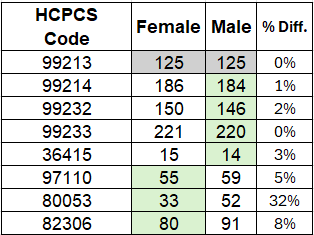 HCPCS Code Female Male % Diff.
99213 125 125 0%
99214 186 184 1%
99232 150 146 2%
99233 221 220 0%
36415 15 14 3%
97110 55 59 5%
80053 33 52 32%
82306 80 91 8%